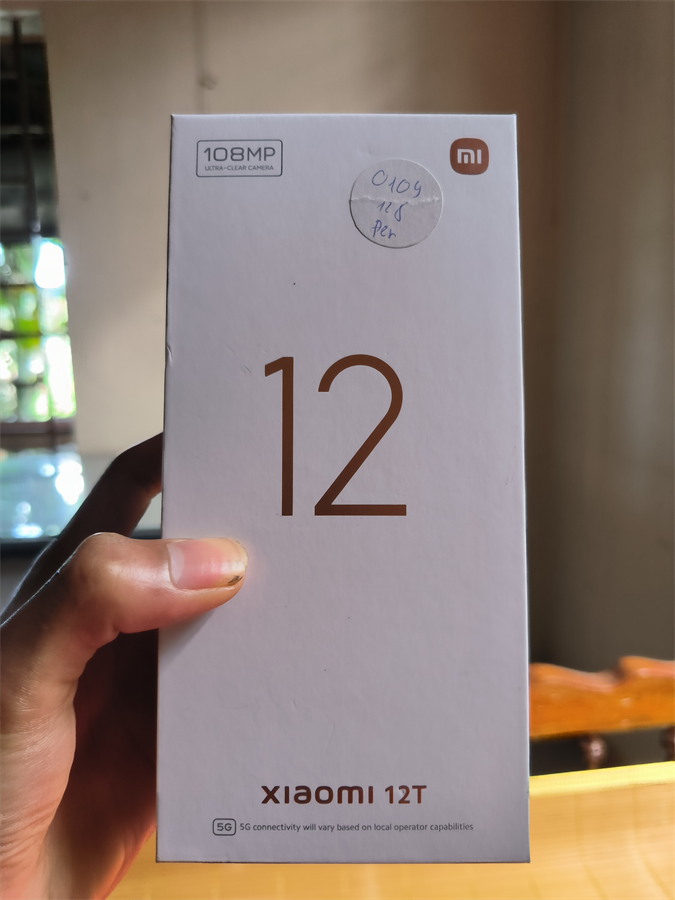 108MP
ULTRA-CLEAR CAMERA
mi
0109
128
Per
12
XIAOMI 12T
5G 5G connectivity will vary based on local operator capabilities